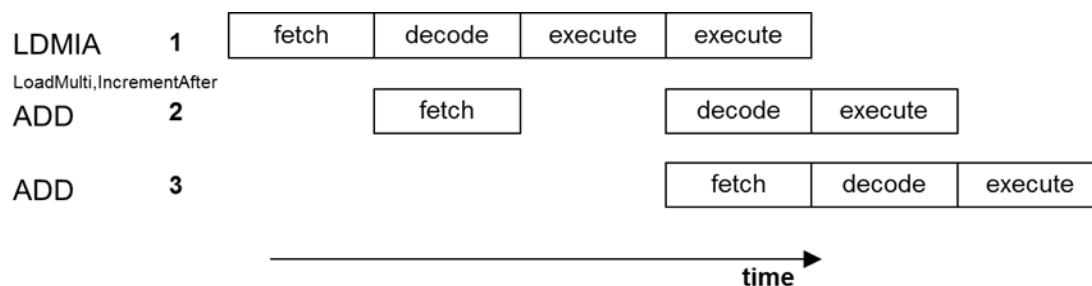 LDMIA 1 fetch decode execute execute
LoadMulti,IncrementAfter
ADD 2 fetch decode execute
ADD 3 fetch decode execute
time